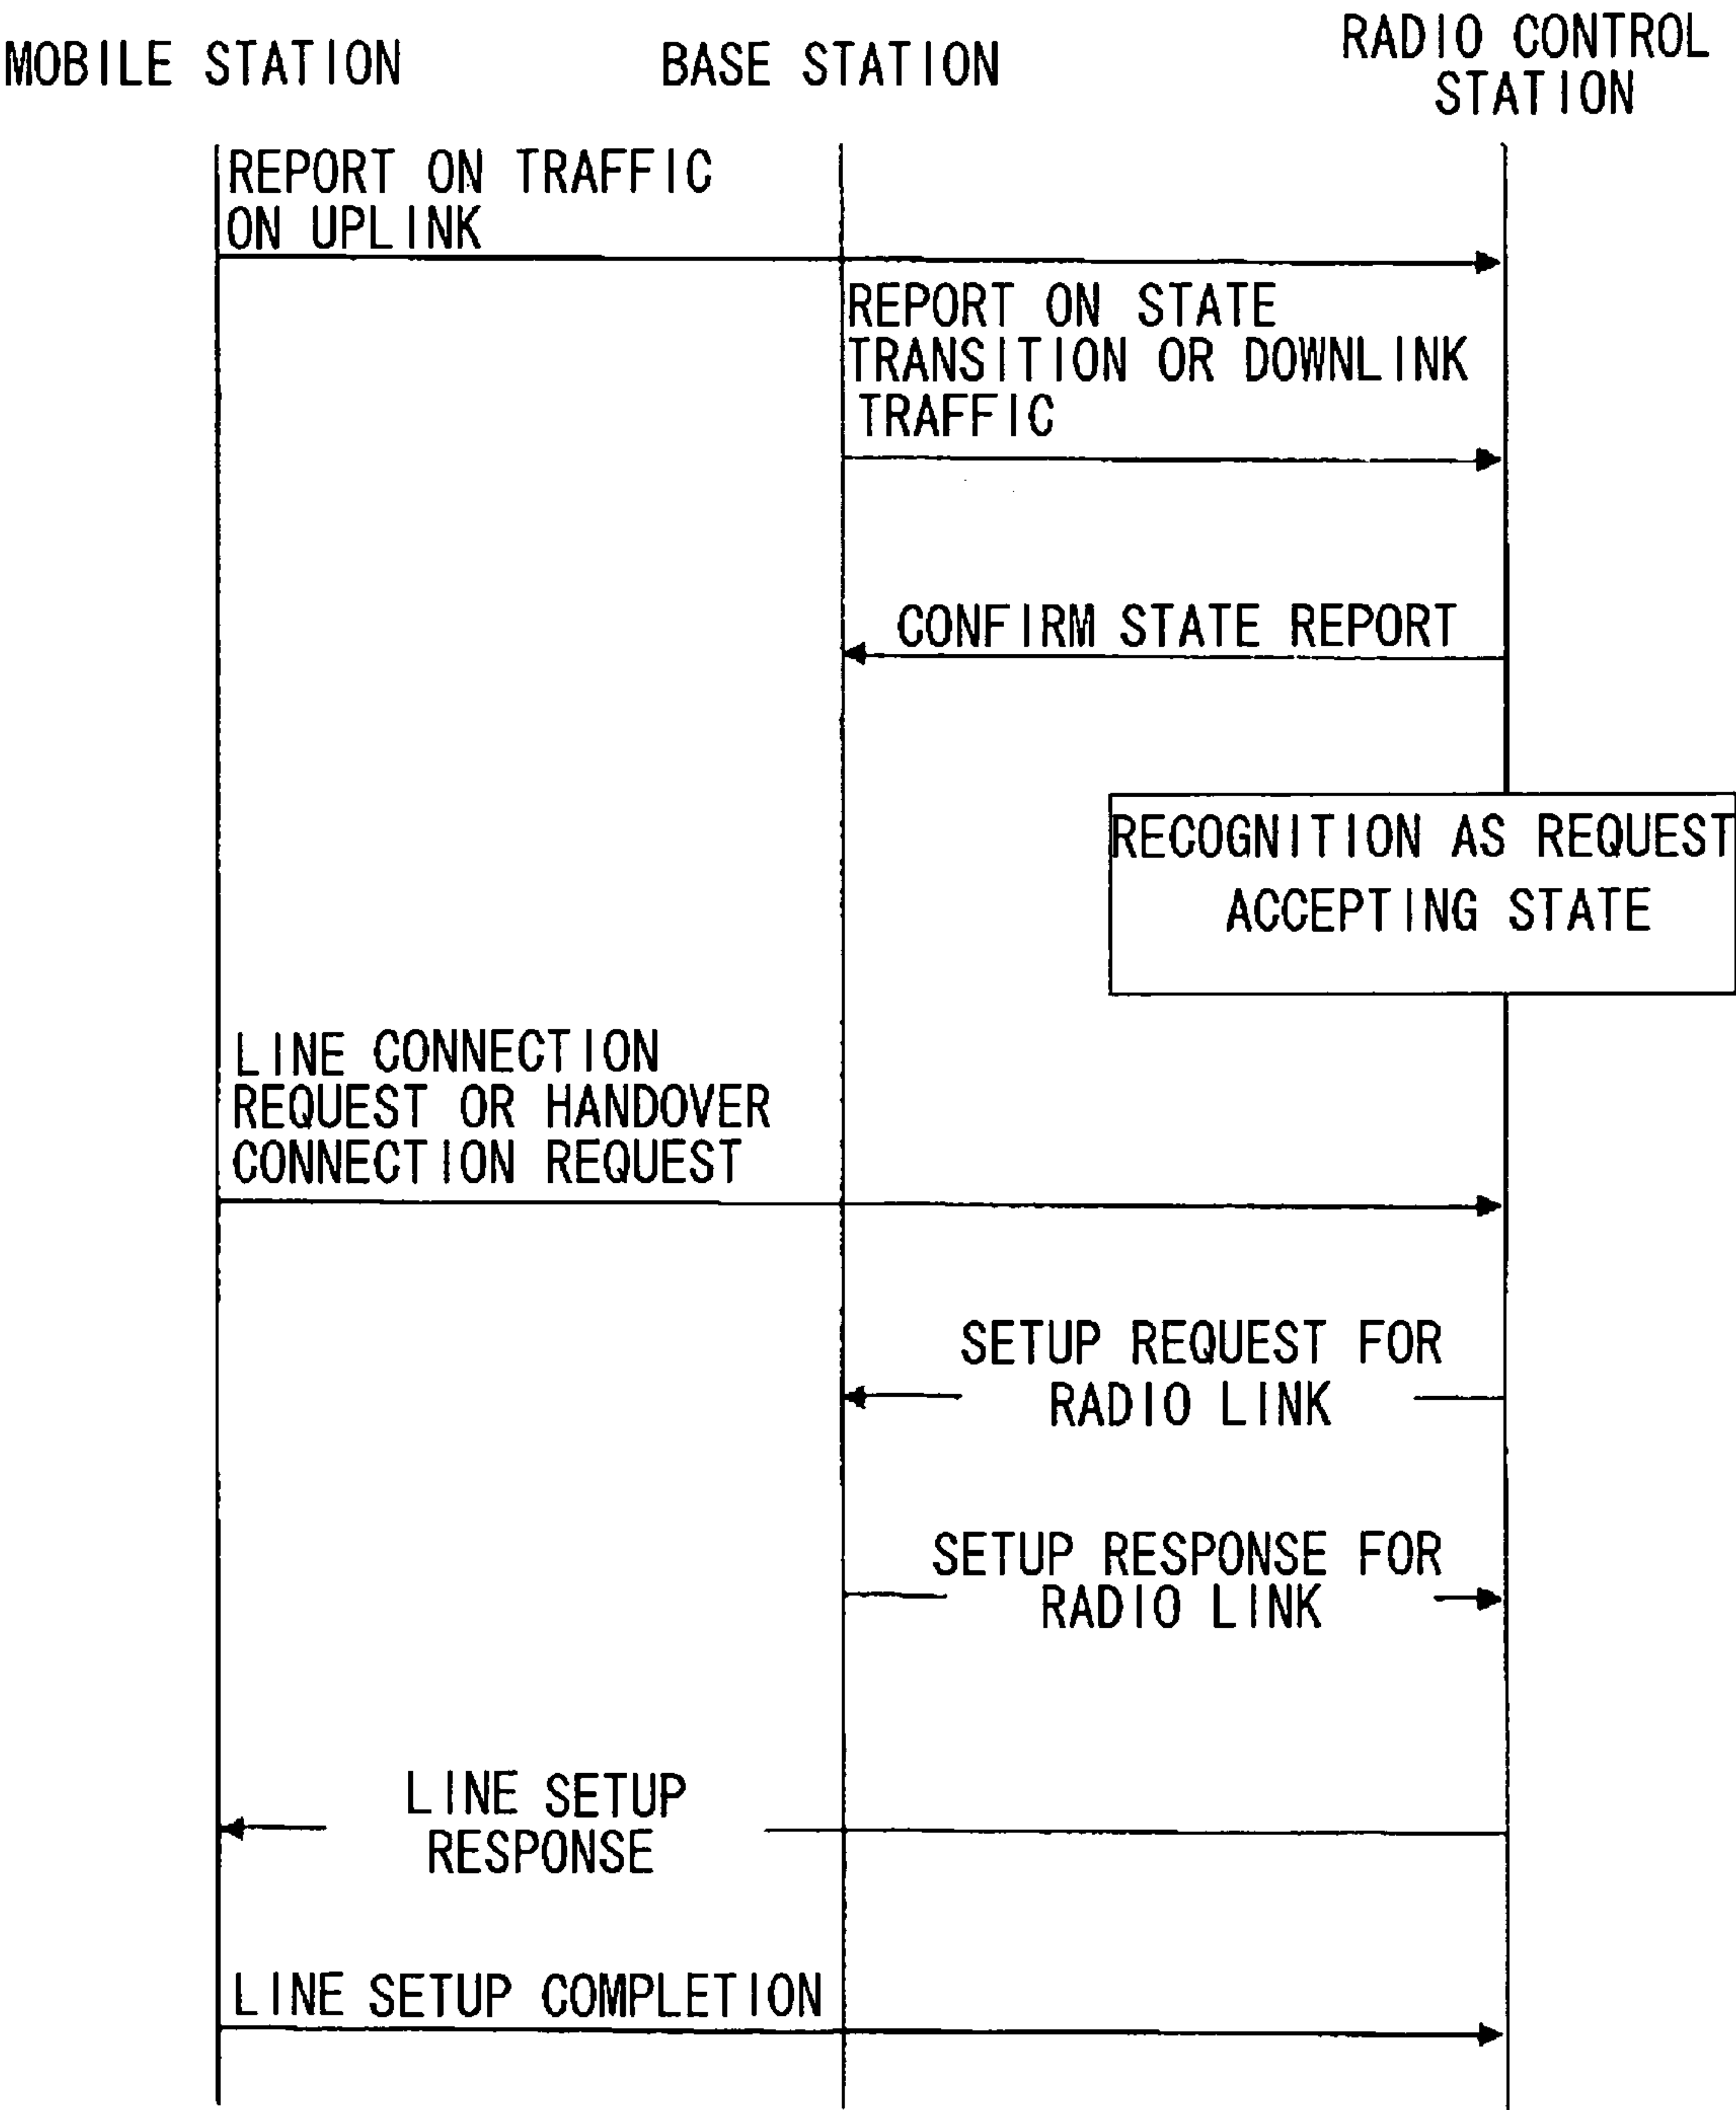 MOBILE STATION
BASE STATION
RADIO CONTROL
STATION
REPORT ON TRAFFIC
ON UPLINK
REPORT ON STATE
TRANSITION OR DOWNLINK
TRAFFIC
CONFIRM STATE REPORT
RECOGNITION AS REQUEST
ACCEPTING STATE
LINE CONNECTION
REQUEST OR HANDOVER
CONNECTION REQUEST
SETUP REQUEST FOR
RADIO LINK
SETUP RESPONSE FOR
RADIO LINK
LINE SETUP
RESPONSE
LINE SETUP COMPLETION